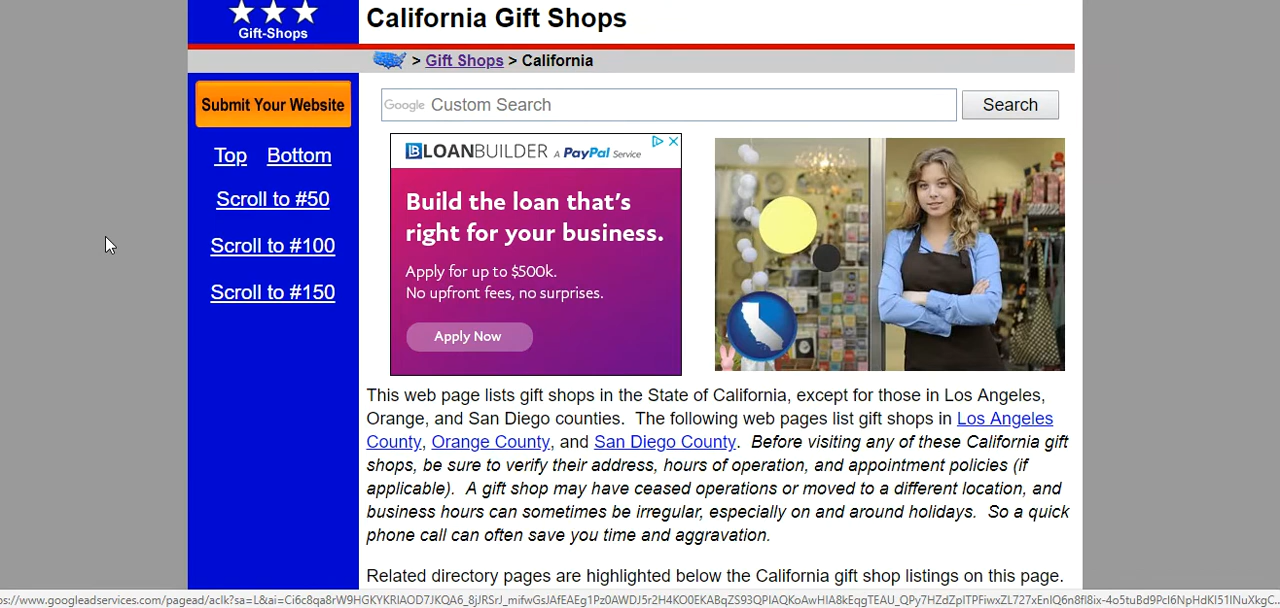 Gift-Shops
California Gift Shops
> Gift Shops > California
Submit Your Website
Top Bottom
Scroll to #50
Scroll to #100
Scroll to #150
Google Custom Search
Search
LOANBUILDER A PayPal Service
Build the loan that's
right for your business.
Apply for up to $500k.
No upfront fees, no surprises.
Apply Now
This web page lists gift shops in the State of California, except for those in Los Angeles,
Orange, and San Diego counties. The following web pages list gift shops in Los Angeles
County, Orange County, and San Diego County. Before visiting any of these California gift
shops, be sure to verify their address, hours of operation, and appointment policies (if
applicable). A gift shop may have ceased operations or moved to a different location, and
business hours can sometimes be irregular, especially on and around holidays. So a quick
phone call can often save you time and aggravation.
Related directory pages are highlighted below the California gift shop listings on this page.